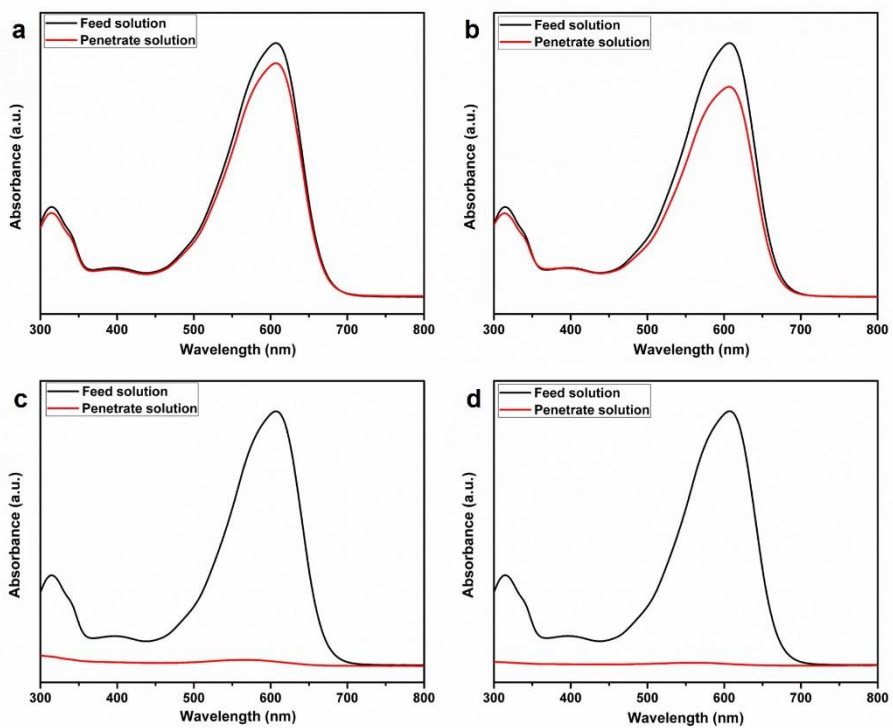 a
Feed solution
Penetrate solution
Absorbance (a.u.)
300 400 500 600 700 800
Wavelength (nm)
b
Feed solution
Penetrate solution
Absorbance (a.u.)
300 400 500 600 700 800
Wavelength (nm)
c
Feed solution
Penetrate solution
Absorbance (a.u.)
300 400 500 600 700 800
Wavelength (nm)
d
Feed solution
Penetrate solution
Absorbance (a.u.)
300 400 500 600 700 800
Wavelength (nm)